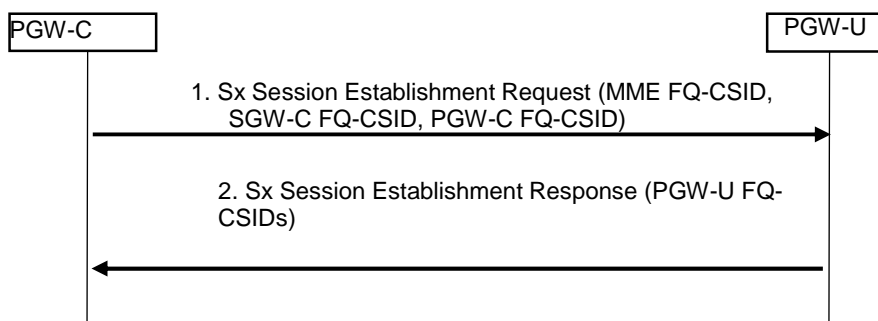 PGW-C
PGW-U
1. Sx Session Establishment Request (MME FQ-CSID,
SGW-C FQ-CSID, PGW-C FQ-CSID)
2. Sx Session Establishment Response (PGW-U FQ-
CSIDs)